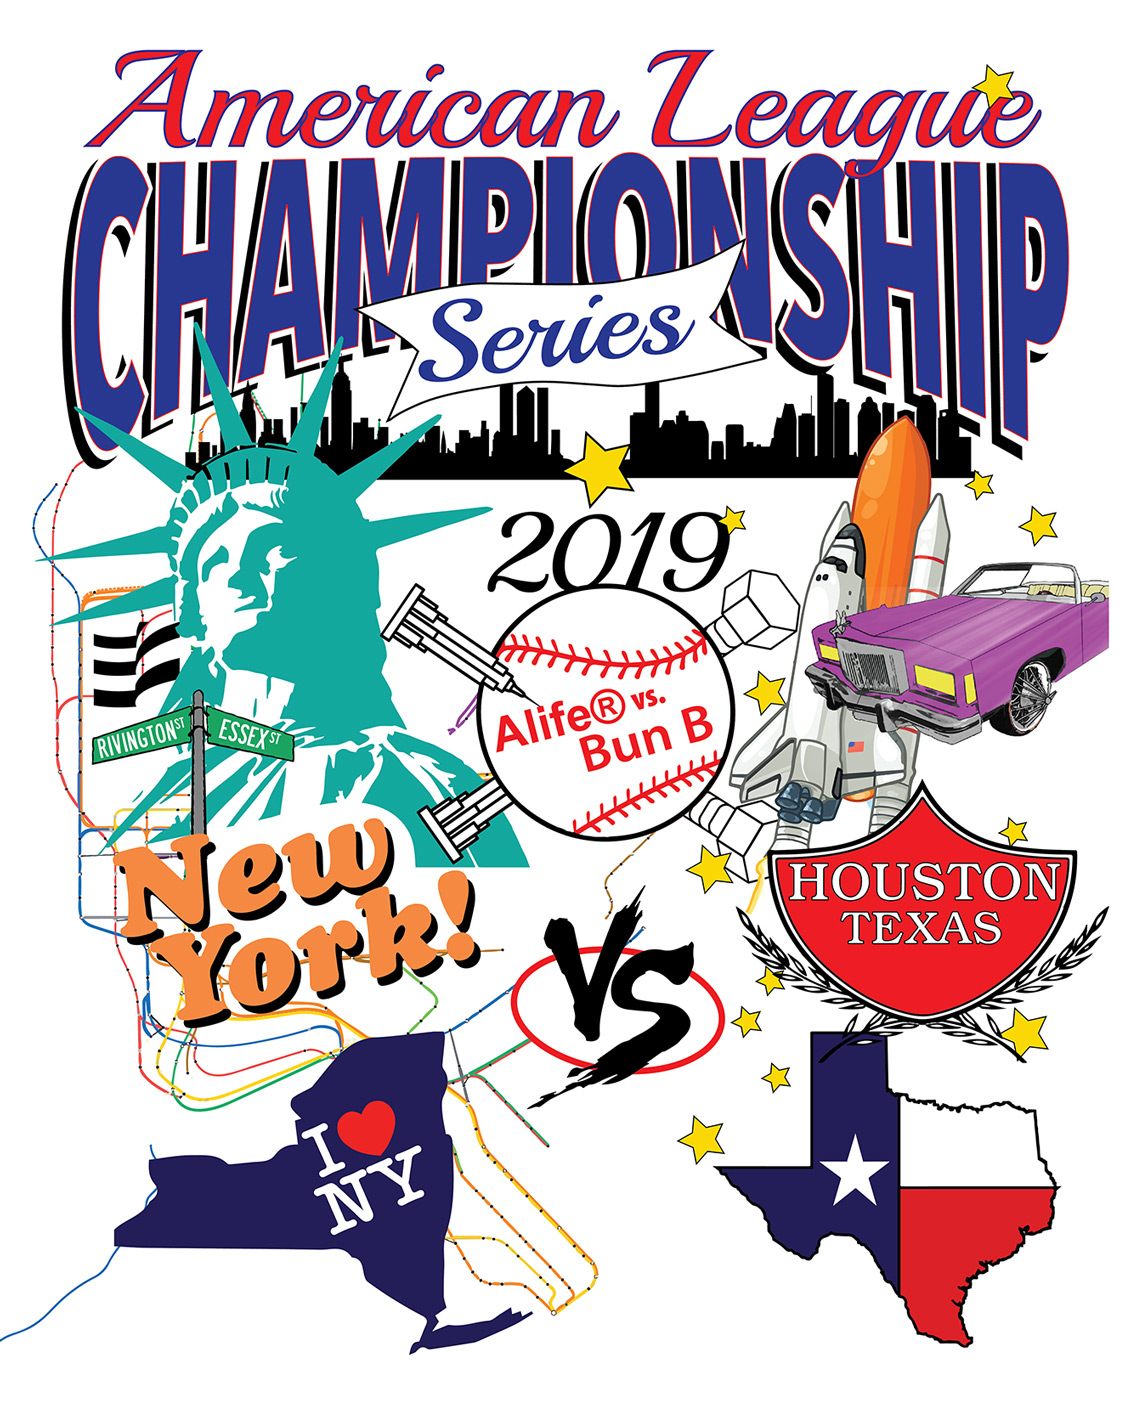 American League
CHAMPIONSHIP
Series
2019
Alife® vs.
Bun B
RIVINGTON ST
ESSEX ST
New
York!
HOUSTON
TEXAS
VS
I ♥
NY